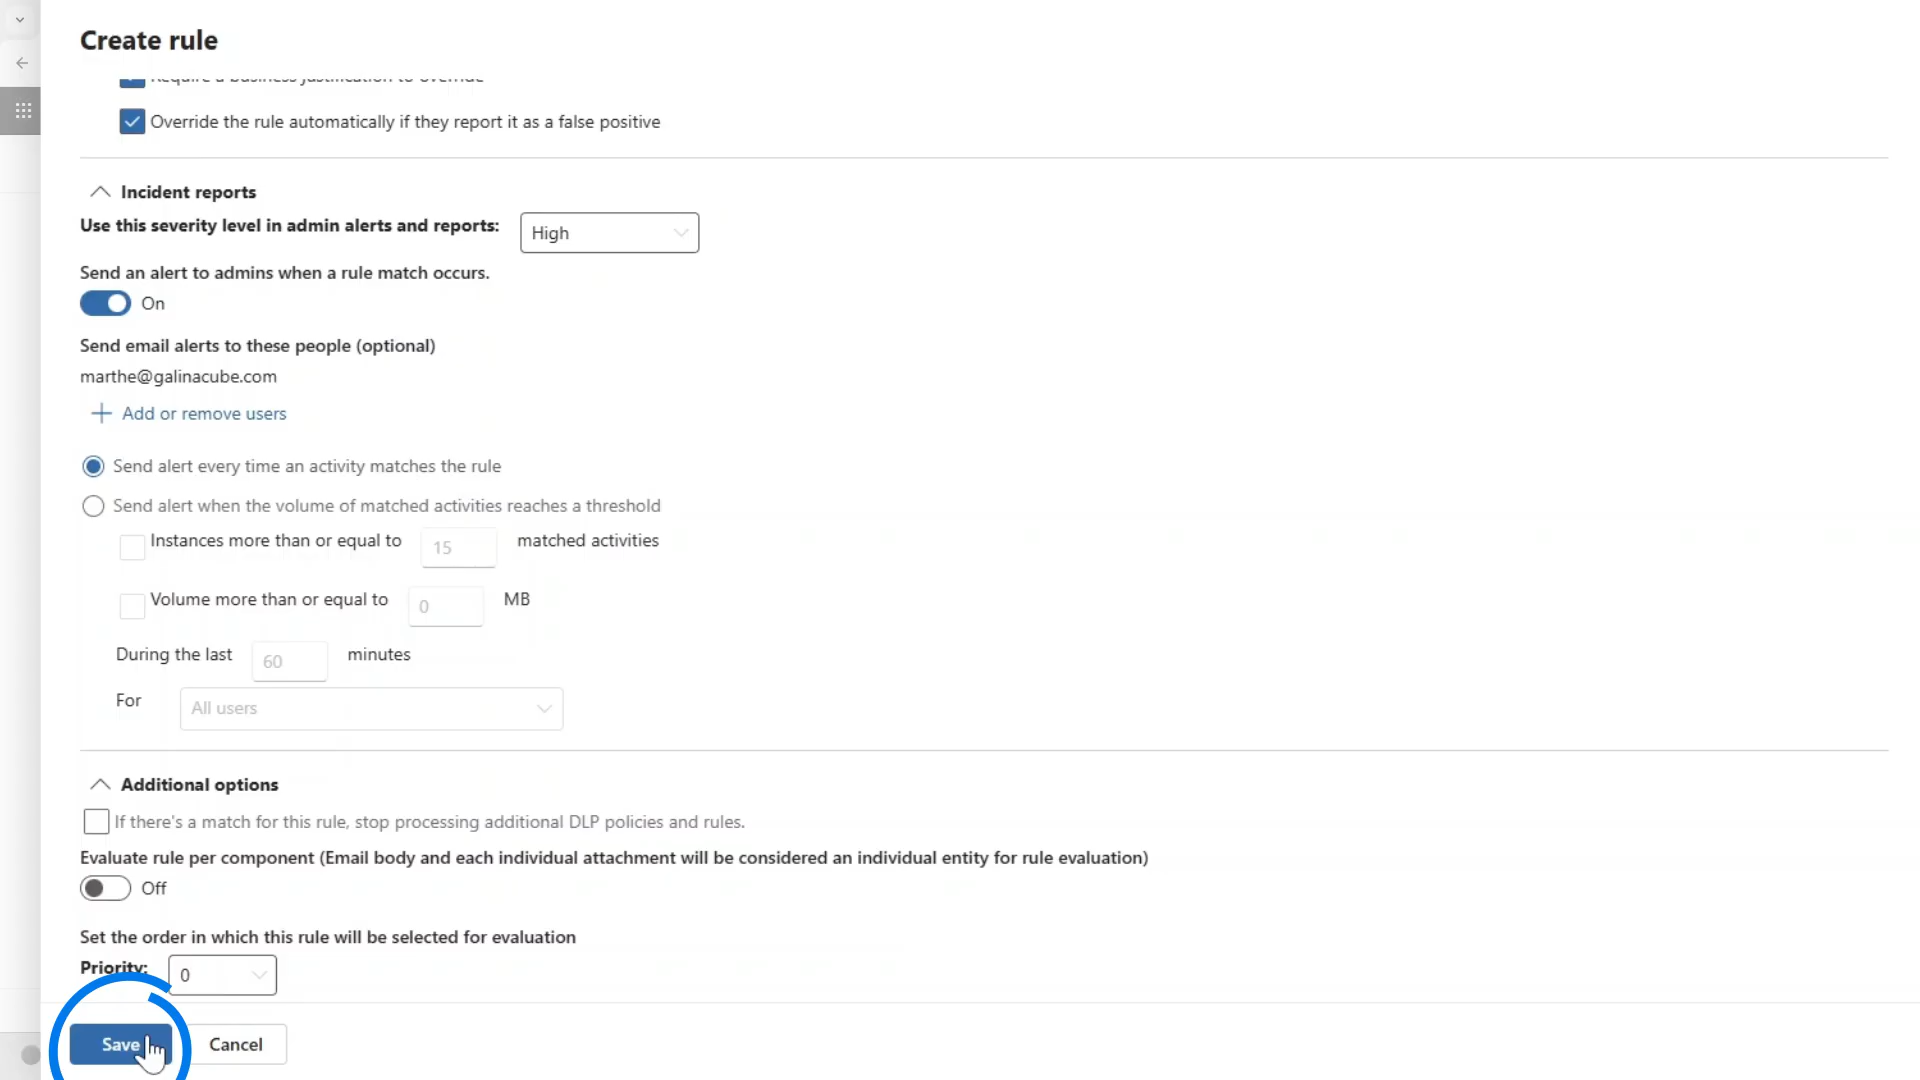 Create rule
Require a business justification to override
Override the rule automatically if they report it as a false positive
Incident reports
Use this severity level in admin alerts and reports: High
Send an alert to admins when a rule match occurs.
On
Send email alerts to these people (optional)
marthe@galinacube.com
Add or remove users
Send alert every time an activity matches the rule
Send alert when the volume of matched activities reaches a threshold
Instances more than or equal to 15 matched activities
Volume more than or equal to 0 MB
During the last 60 minutes
For All users
Additional options
If there's a match for this rule, stop processing additional DLP policies and rules.
Evaluate rule per component (Email body and each individual attachment will be considered an individual entity for rule evaluation)
Off
Set the order in which this rule will be selected for evaluation
Priority: 0
Save Cancel